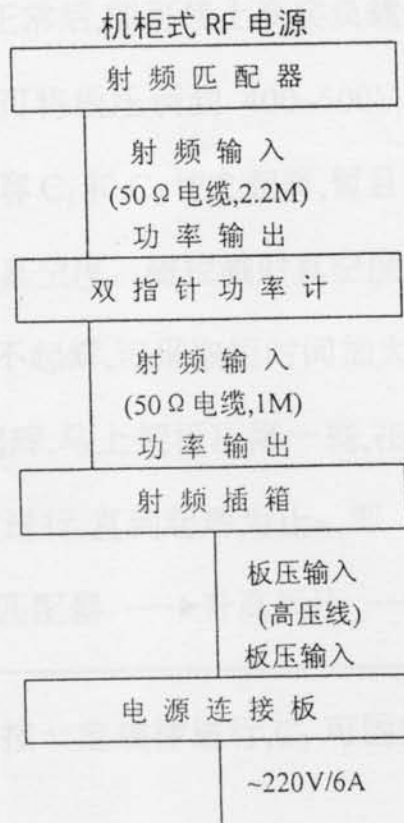 机柜式 RF 电源
射频匹配器
射频输入
(50Ω电缆,2.2M)
功率输出
双指针功率计
射频输入
(50Ω电缆,1M)
功率输出
射频插箱
板压输入
(高压线)
板压输入
电源连接板
~220V/6A